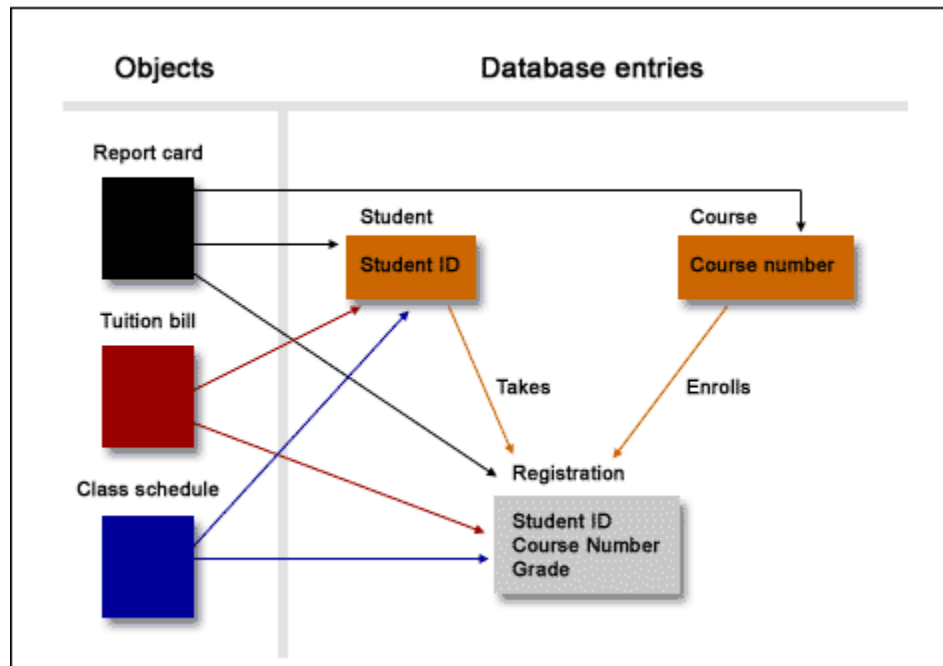 Objects
Database entries
Report card
Student
Course
Student ID
Course number
Tuition bill
Takes
Enrolls
Registration
Class schedule
Student ID
Course Number
Grade